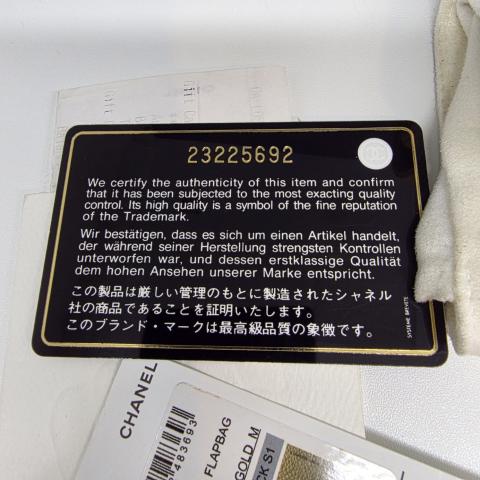 23225692
We certify the authenticity of this item and confirm
that it has been subjected to the most exacting quality
control. Its high quality is a symbol of the fine reputation
of the Trademark.
Wir bestätigen, dass es sich um einen Artikel handelt,
der während seiner Herstellung strengsten Kontrollen
unterworfen war, und dessen erstklassige Qualität
dem hohen Ansehen unserer Marke entspricht.
この製品は厳しい管理のもとに製造されたシャネル
社の商品であることを証明いたします。
このブランド・マークは最高級品質の象徴です。
SYSTEME BREVETE
CHANEL
483693
FLAPBAG
GOLD M
CK S1